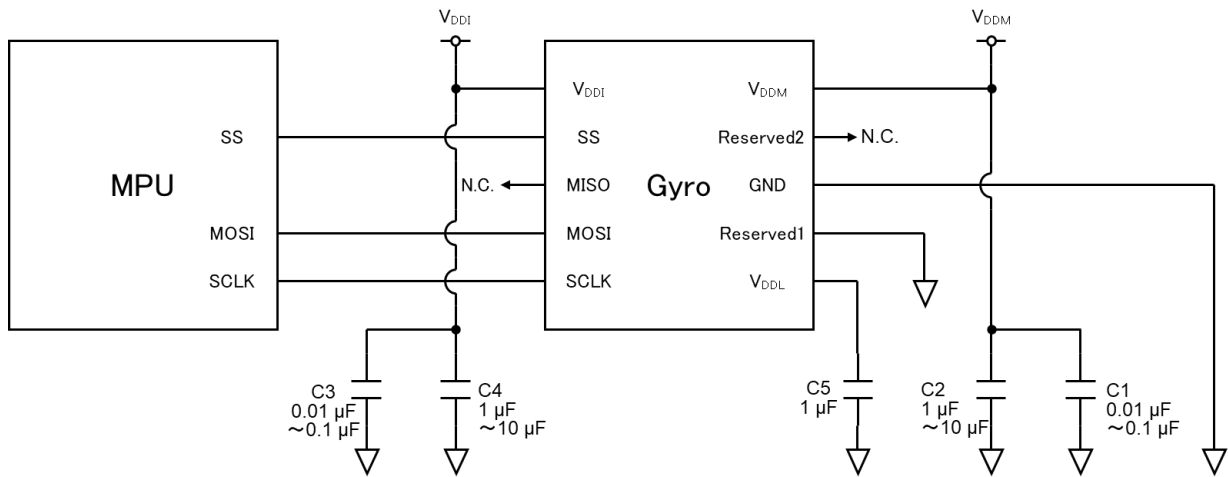 VDDI
VDDM
VDDI
VDDM
SS
SS
Reserved2
N.C.
MPU
N.C.
MISO
Gyro
GND
MOSI
MOSI
Reserved1
SCLK
SCLK
VDDL
C3
0.01 µF
～0.1 µF
C4
1 µF
～10 µF
C5
1 µF
C2
1 µF
～10 µF
C1
0.01 µF
～0.1 µF